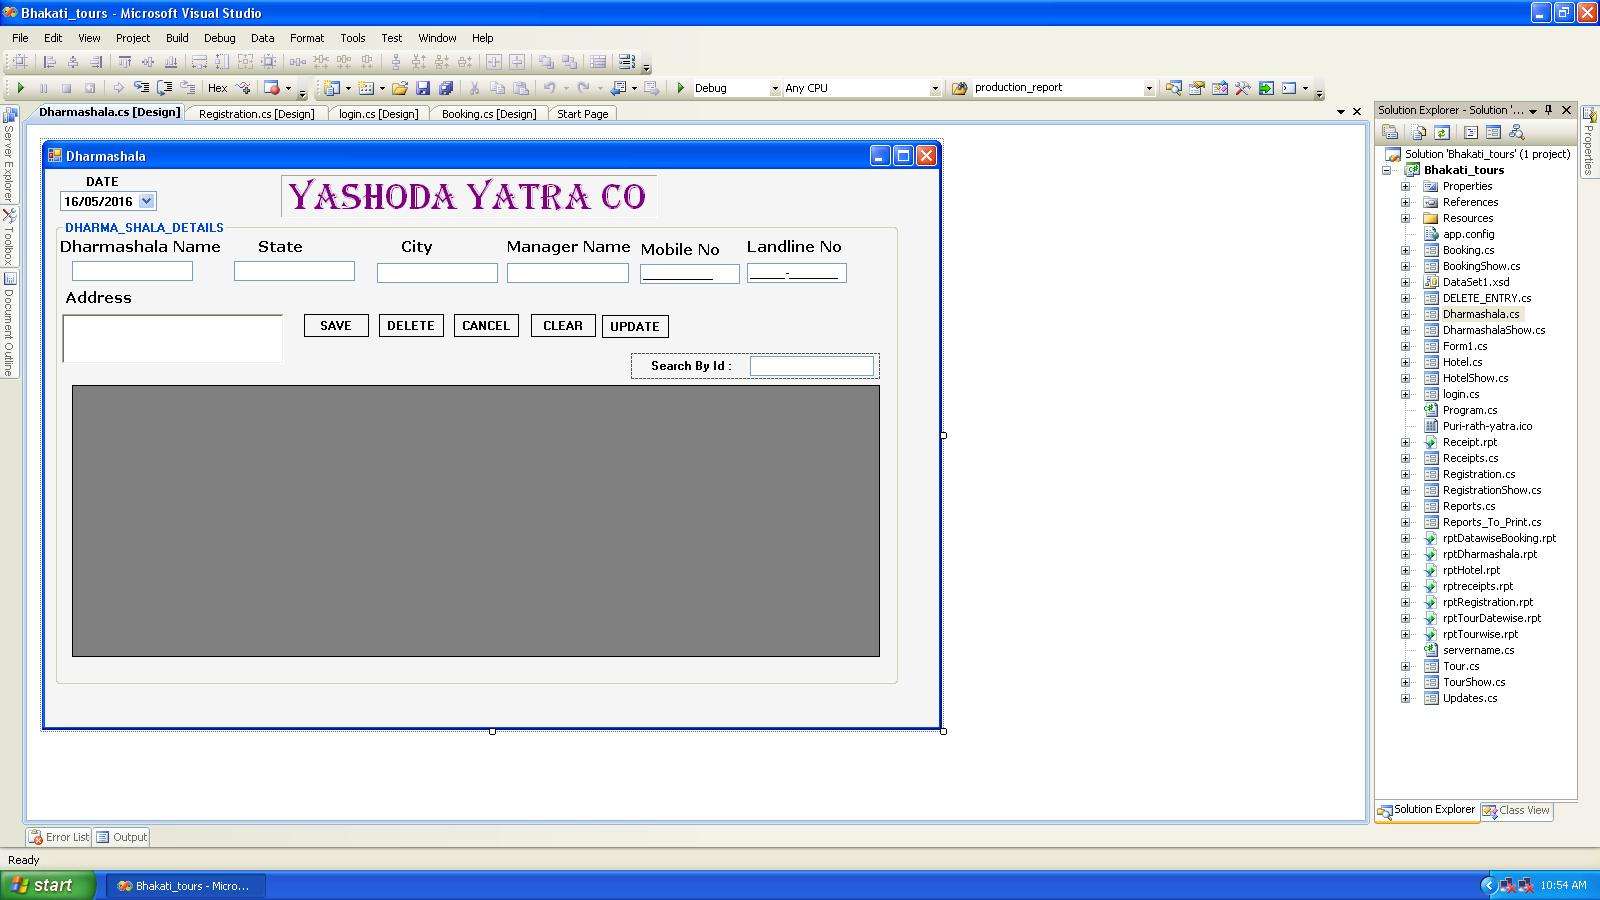 Bhakati_tours - Microsoft Visual Studio
File Edit View Project Build Debug Data Format Tools Test Window Help
Hex Debug Any CPU production_report
Dharmashala.cs [Design] Registration.cs [Design] login.cs [Design] Booking.cs [Design] Start Page
Server Explorer
Toolbox
Document Outline
Dharmashala
DATE
16/05/2016
YASHODA YATRA CO
DHARMA_SHALA_DETAILS
Dharmashala Name State City Manager Name Mobile No Landline No
__________ _____-_______
Address
SAVE DELETE CANCEL CLEAR UPDATE
Search By Id :
Solution Explorer - Solution '...
Solution 'Bhakati_tours' (1 project)
Bhakati_tours
Properties
References
Resources
app.config
Booking.cs
BookingShow.cs
DataSet1.xsd
DELETE_ENTRY.cs
Dharmashala.cs
DharmashalaShow.cs
Form1.cs
Hotel.cs
HotelShow.cs
login.cs
Program.cs
Puri-rath-yatra.ico
Receipt.rpt
Receipts.cs
Registration.cs
RegistrationShow.cs
Reports.cs
Reports_To_Print.cs
rptDatawiseBooking.rpt
rptDharmashala.rpt
rptHotel.rpt
rptreceipts.rpt
rptRegistration.rpt
rptTourDatewise.rpt
rptTourwise.rpt
servername.cs
Tour.cs
TourShow.cs
Updates.cs
Solution Explorer Class View
Properties
Error List Output
Ready
start Bhakati_tours - Micro... 10:54 AM